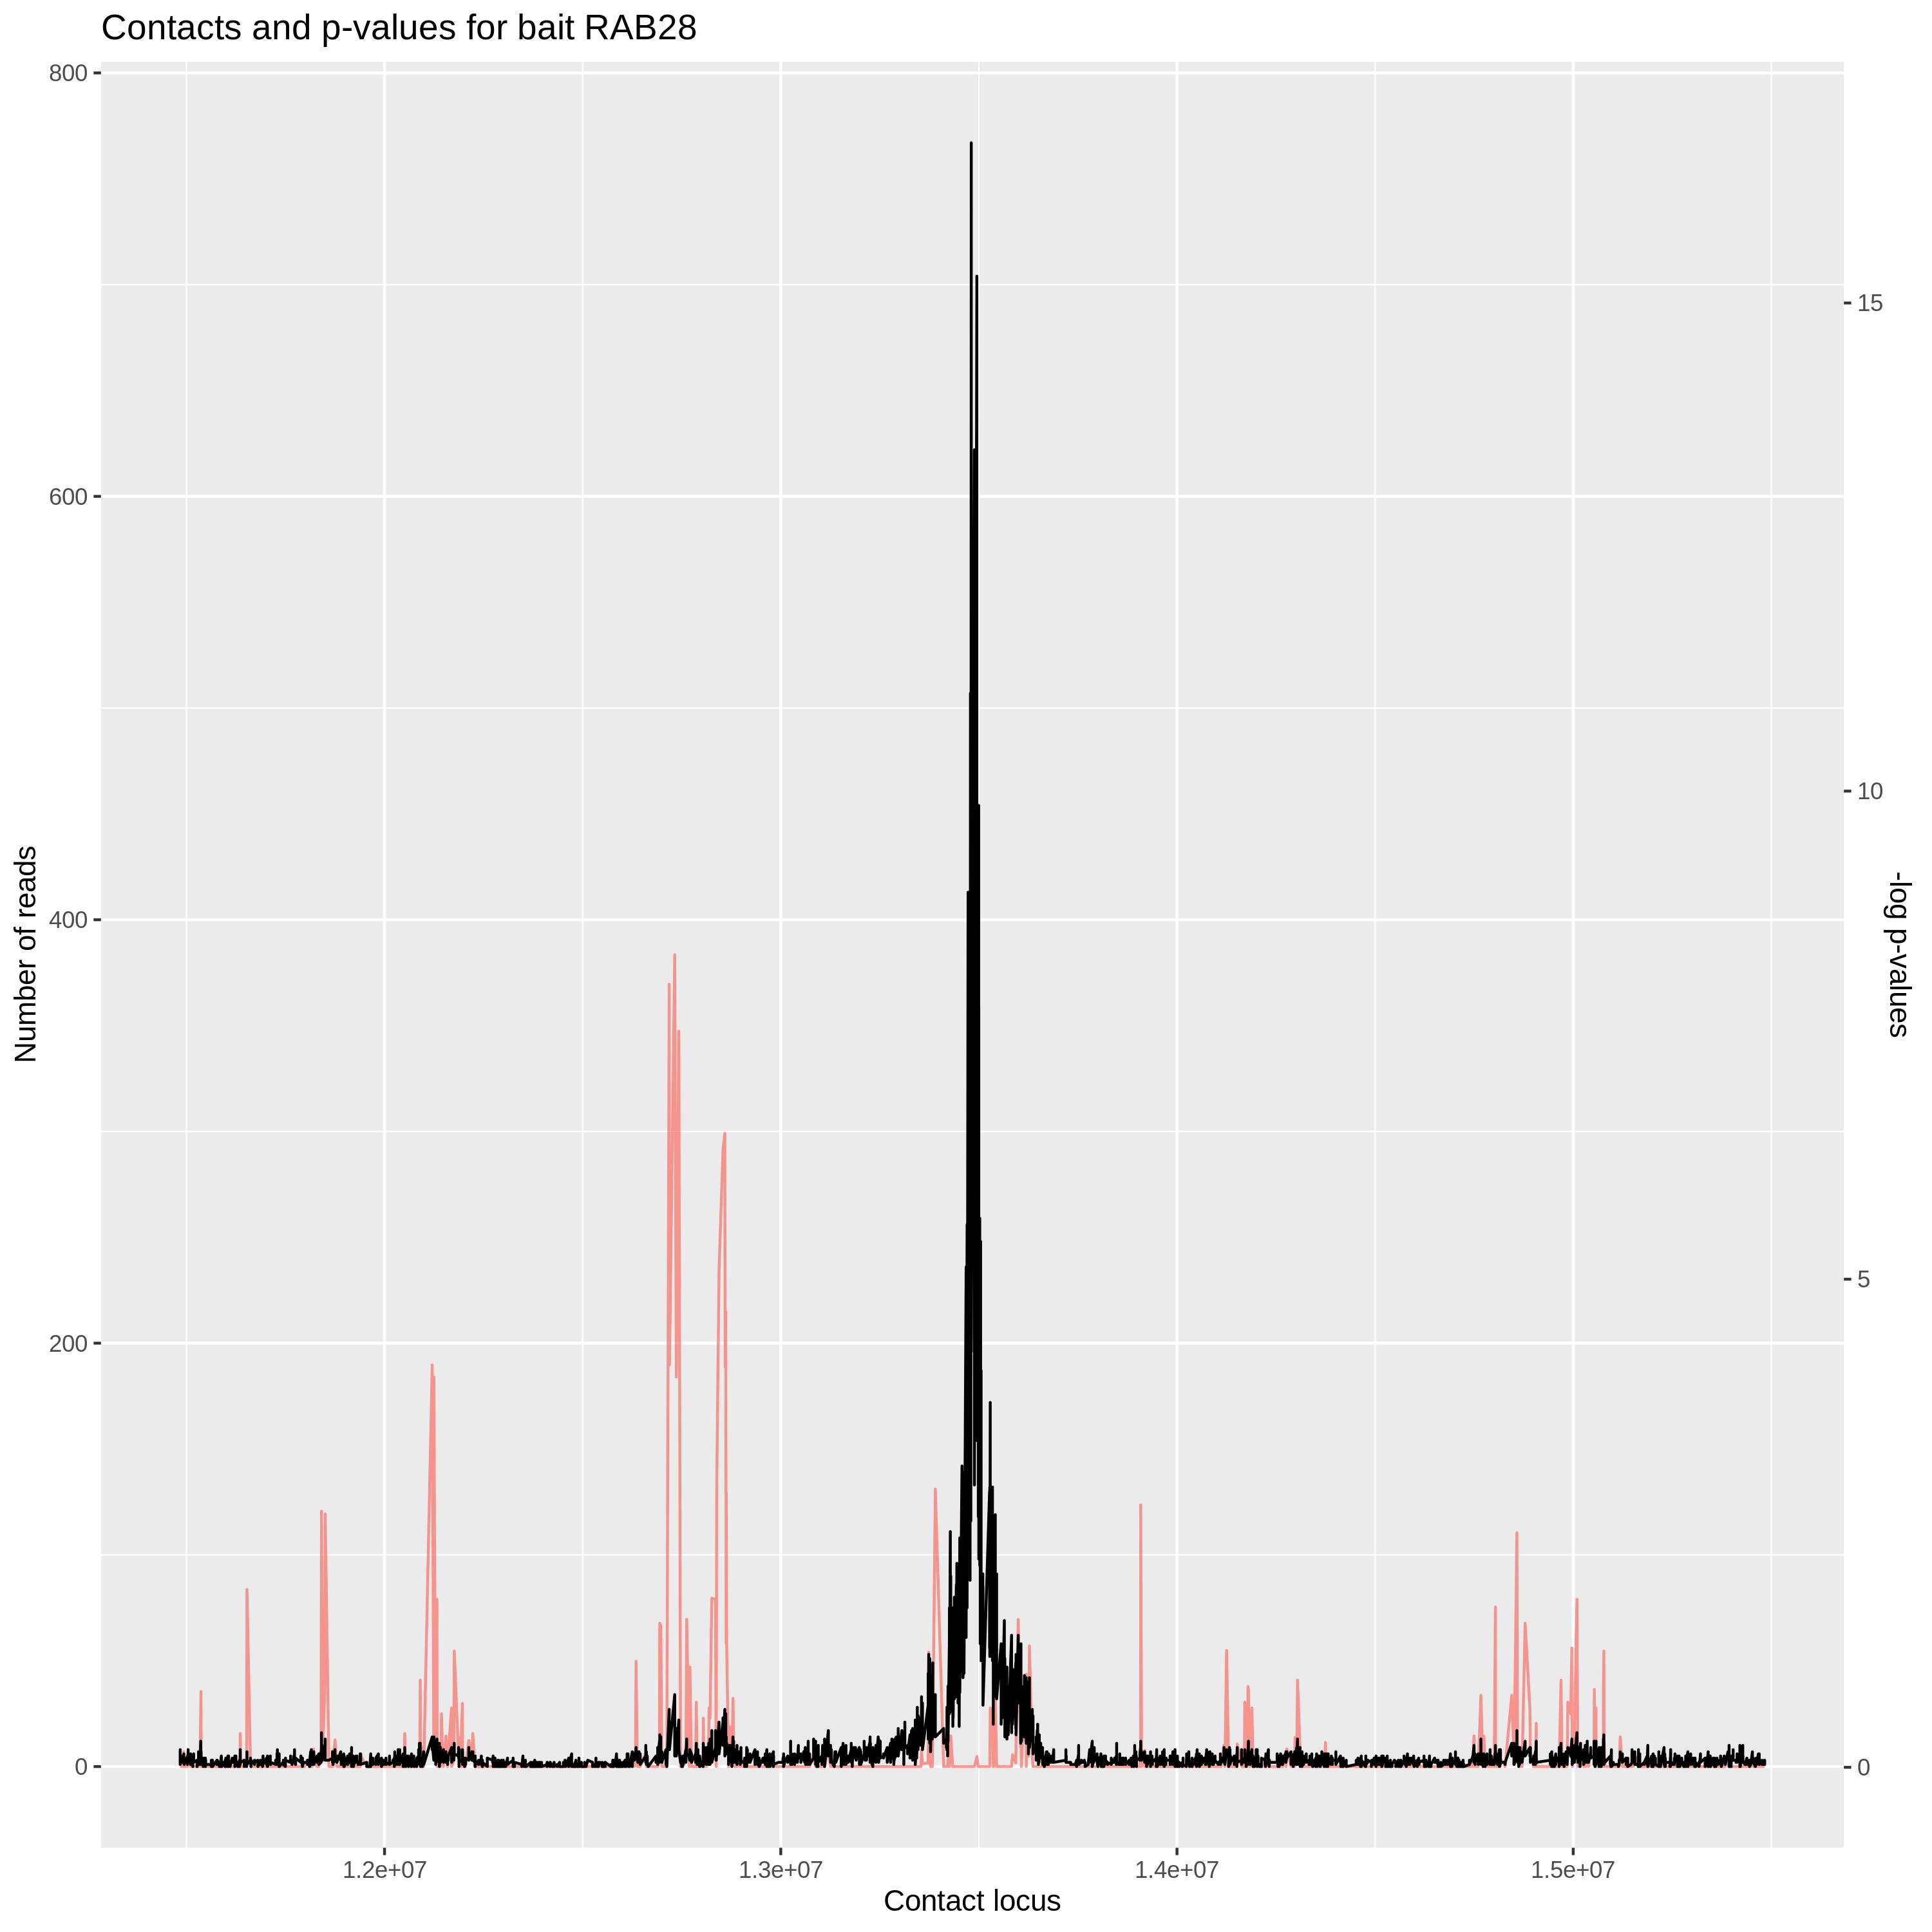 Contacts and p-values for bait RAB28
800
600
400
200
0
Number of reads
15
10
5
0
-log p-values
1.2e+07
1.3e+07
1.4e+07
1.5e+07
Contact locus